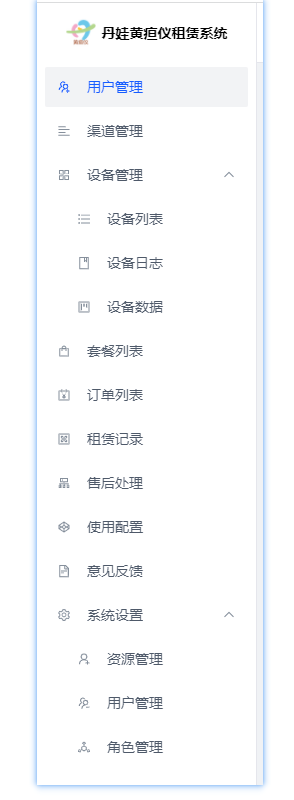 丹娃黄疸仪租赁系统
用户管理
渠道管理
设备管理
设备列表
设备日志
设备数据
套餐列表
订单列表
租赁记录
售后处理
使用配置
意见反馈
系统设置
资源管理
用户管理
角色管理